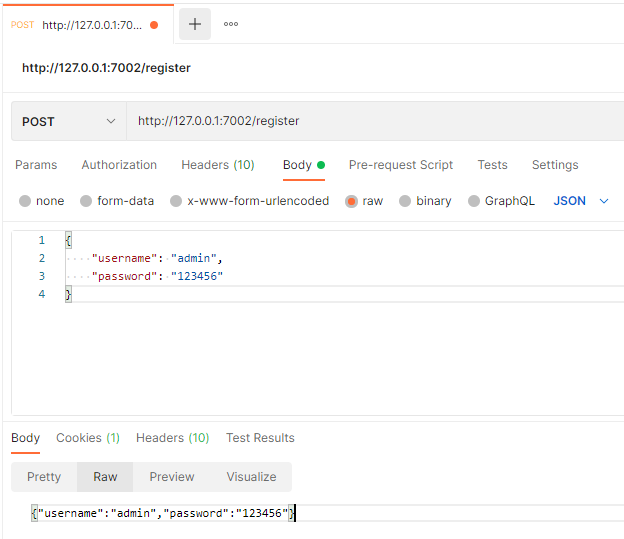 POST http://127.0.0.1:70...
http://127.0.0.1:7002/register
POST http://127.0.0.1:7002/register
Params Authorization Headers (10) Body Pre-request Script Tests Settings
none form-data x-www-form-urlencoded raw binary GraphQL JSON
1 {
2 "username": "admin",
3 "password": "123456"
4 }
Body Cookies (1) Headers (10) Test Results
Pretty Raw Preview Visualize
{"username":"admin","password":"123456"}